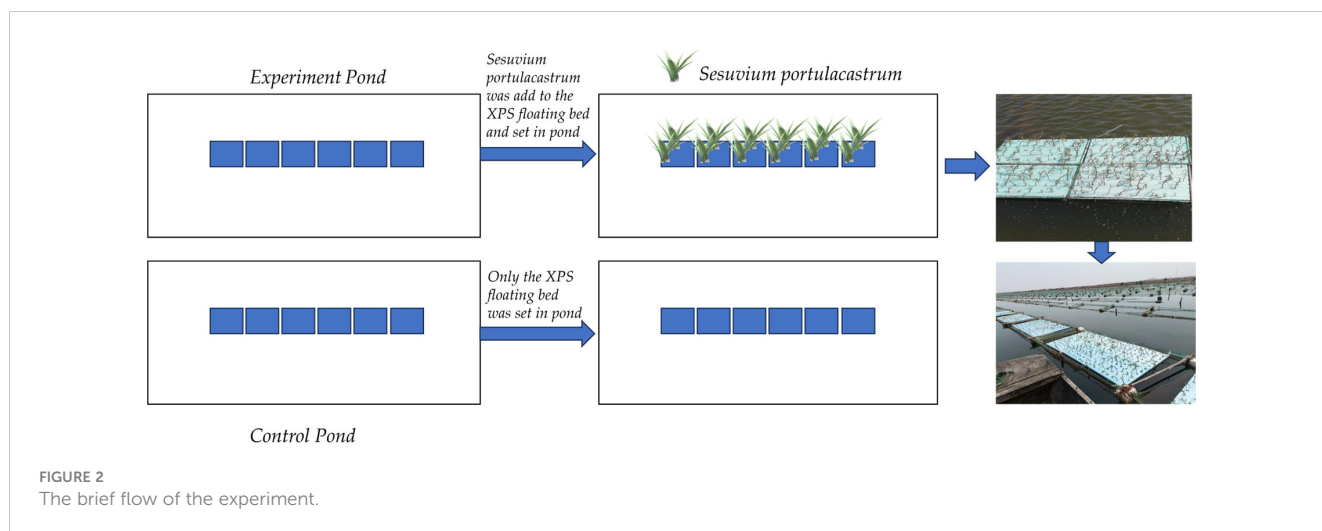 Experiment Pond
Sesuvium
portulacastrum
was add to the
XPS floating bed
and set in pond
Sesuvium portulacastrum
Only the XPS
floating bed
was set in pond
Control Pond
FIGURE 2
The brief flow of the experiment.